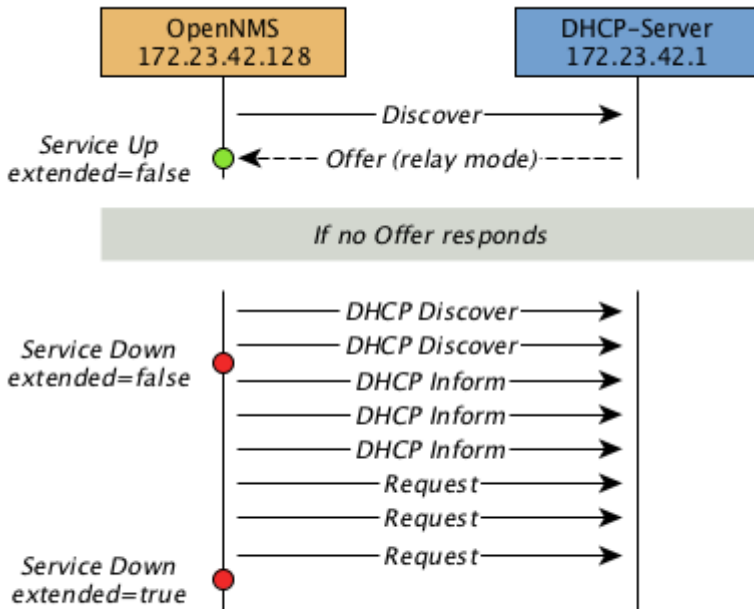 OpenNMS
172.23.42.128
DHCP-Server
172.23.42.1
Discover
Service Up
extended=false
Offer (relay mode)
If no Offer responds
DHCP Discover
DHCP Discover
Service Down
extended=false
DHCP Inform
DHCP Inform
DHCP Inform
Request
Request
Request
Service Down
extended=true